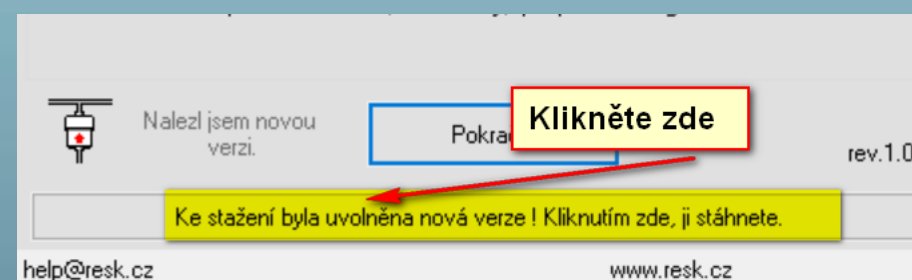 Nalezl jsem novou
verzi.
Klikněte zde
rev.1.0
Ke stažení byla uvolněna nová verze ! Kliknutím zde, ji stáhnete.
help@resk.cz
www.resk.cz